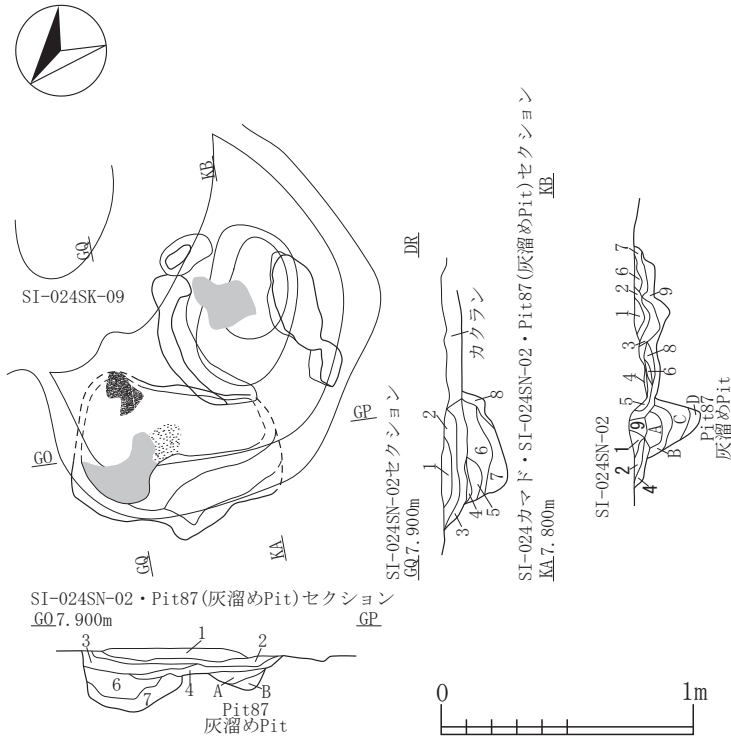 KB
GQ
SI-024SK-09
GP
GO
GQ
KA
SI-024SN-02・Pit87(灰溜めPit)セクション
GO 7.900m
GP
1
2
3
4
6
7
A
B
Pit87
灰溜めPit
SI-024SN-02セクション
GQ 7.900m
DR
カクラン
1
2
3
4
5
6
7
8
SI-024カマド・SI-024SN-02・Pit87(灰溜めPit)セクション
KA 7.800m
KB
SI-024SN-02
7
6
2
1
9
3
8
4
6
5
9
1
2
4
A
B
C
D
Pit87
灰溜めPit
0
1m